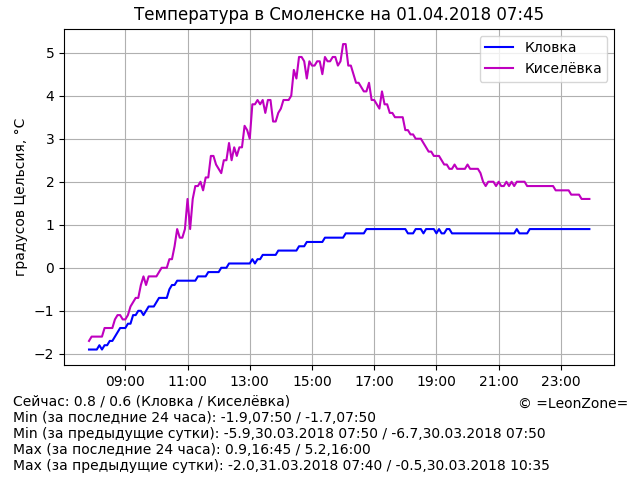 Температура в Смоленске на 01.04.2018 07:45
Кловка
Киселёвка
градусов Цельсия, °C
5
4
3
2
1
0
−1
−2
09:00 11:00 13:00 15:00 17:00 19:00 21:00 23:00
Сейчас: 0.8 / 0.6 (Кловка / Киселёвка)
© =LeonZone=
Min (за последние 24 часа): -1.9,07:50 / -1.7,07:50
Min (за предыдущие сутки): -5.9,30.03.2018 07:50 / -6.7,30.03.2018 07:50
Max (за последние 24 часа): 0.9,16:45 / 5.2,16:00
Max (за предыдущие сутки): -2.0,31.03.2018 07:40 / -0.5,30.03.2018 10:35